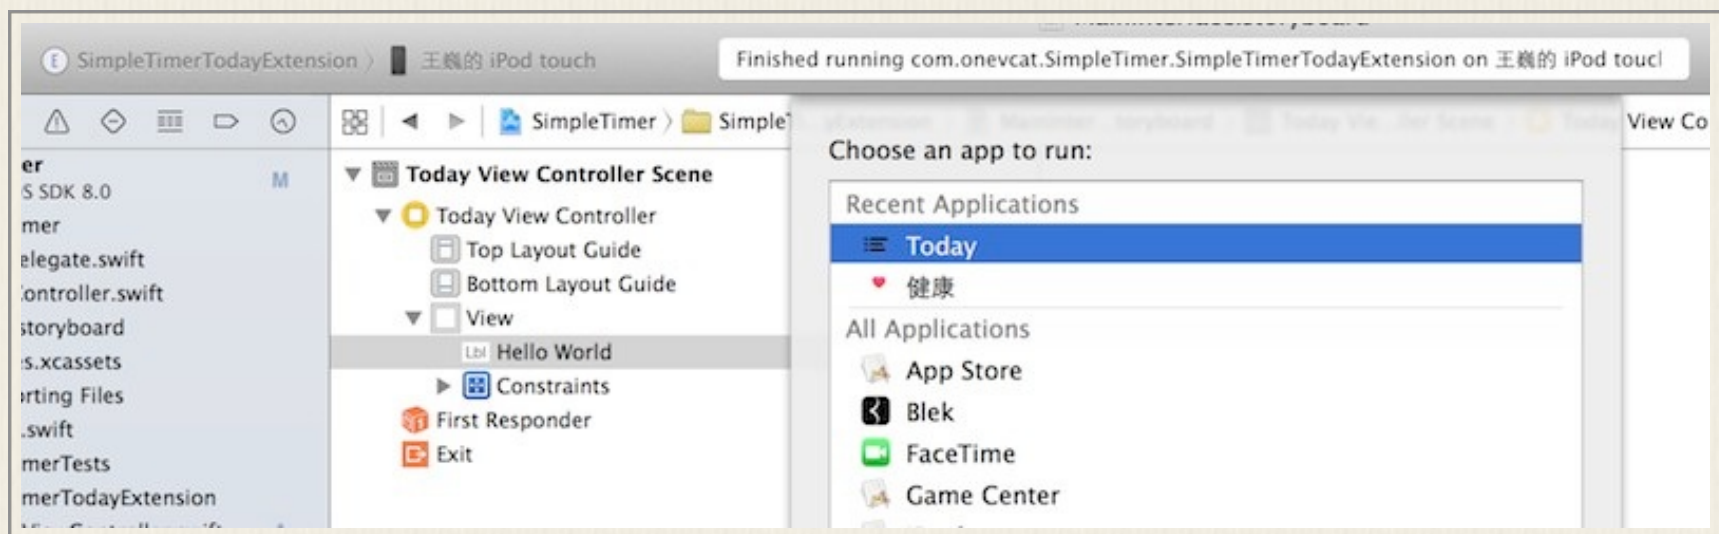 SimpleTimerTodayExtension 〉 王巍的 iPod touch
Finished running com.onevcat.SimpleTimer.SimpleTimerTodayExtension on 王巍的 iPod toucl
SimpleTimer 〉 SimpleT
View Co
er
S SDK 8.0
M
mer
elegate.swift
ontroller.swift
storyboard
s.xcassets
rting Files
.swift
merTests
merTodayExtension
Today View Controller Scene
Today View Controller
Top Layout Guide
Bottom Layout Guide
View
Lbl Hello World
Constraints
First Responder
Exit
Choose an app to run:
Recent Applications
Today
健康
All Applications
App Store
Blek
FaceTime
Game Center